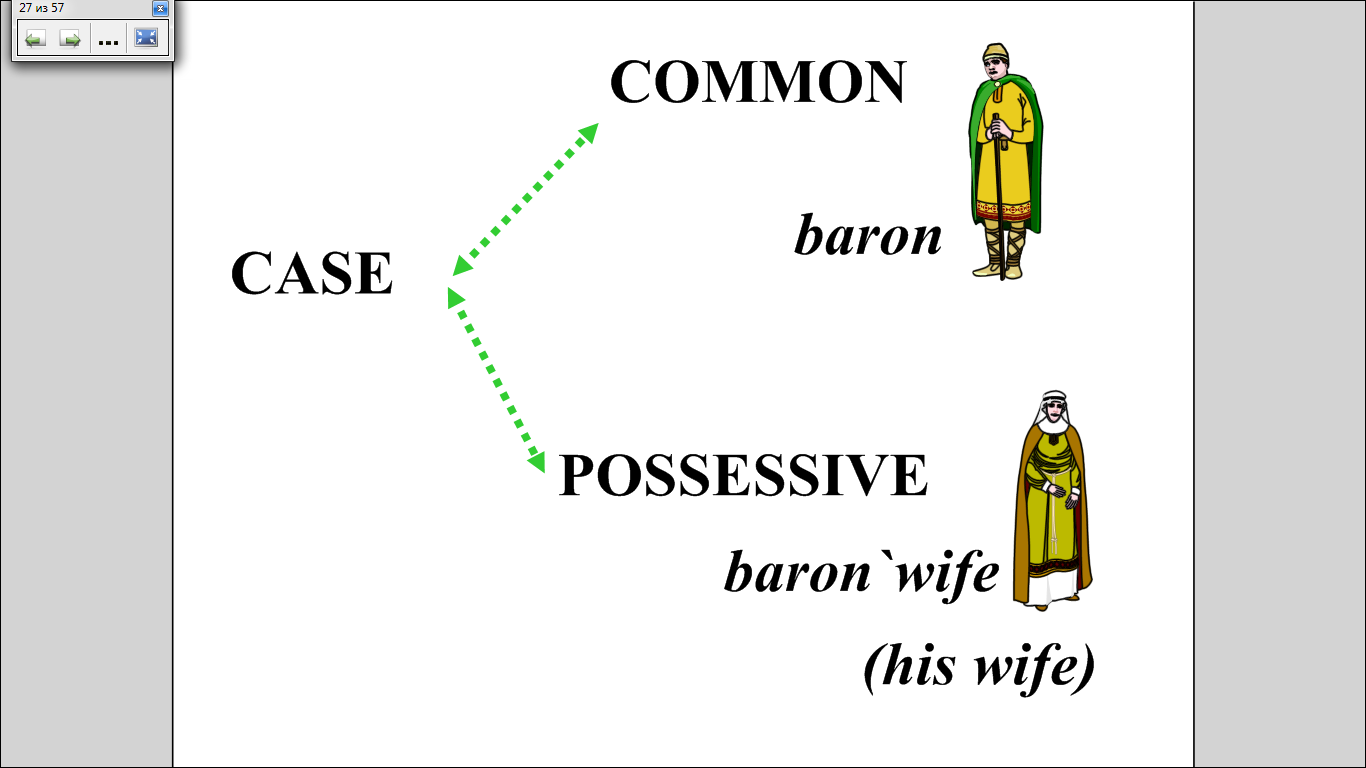 27 из 57
COMMON
baron
CASE
POSSESSIVE
baron`wife
(his wife)